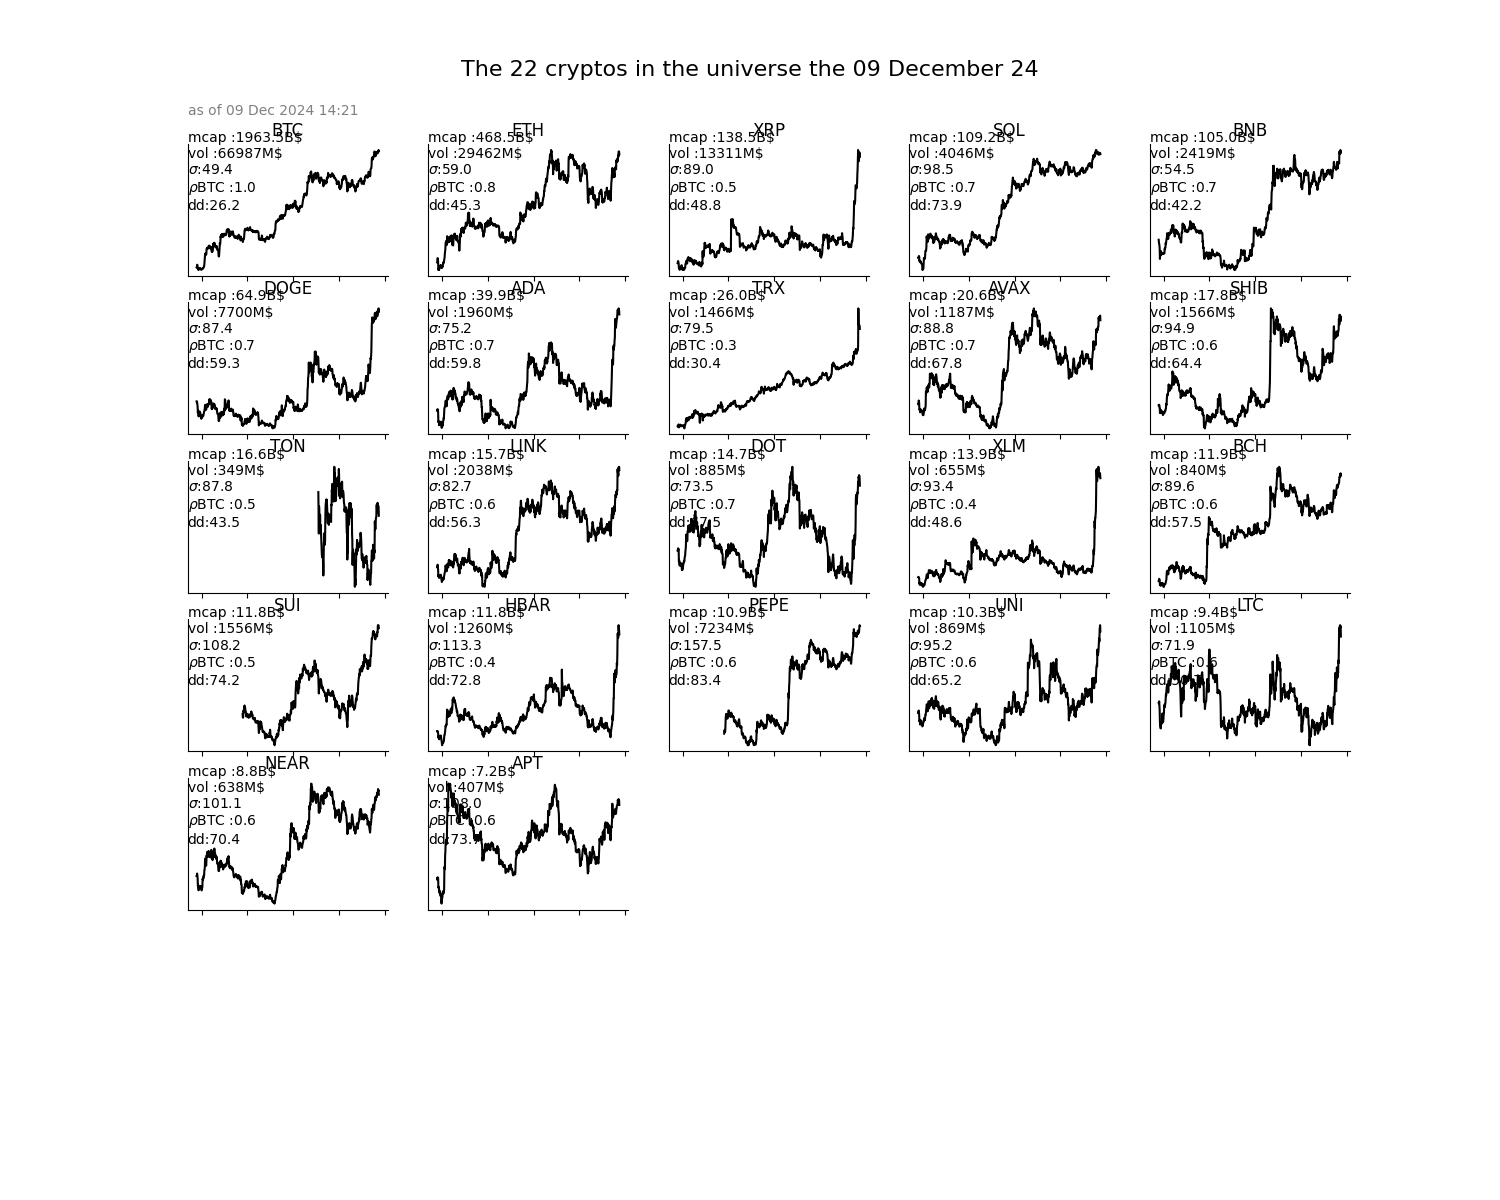 The 22 cryptos in the universe the 09 December 24
as of 09 Dec 2024 14:21
BTC
mcap :1963.5B$
vol :66987M$
σ:49.4
ρBTC :1.0
dd:26.2
ETH
mcap :468.5B$
vol :29462M$
σ:59.0
ρBTC :0.8
dd:45.3
XRP
mcap :138.5B$
vol :13311M$
σ:89.0
ρBTC :0.5
dd:48.8
SOL
mcap :109.2B$
vol :4046M$
σ:98.5
ρBTC :0.7
dd:73.9
BNB
mcap :105.0B$
vol :2419M$
σ:54.5
ρBTC :0.7
dd:42.2
DOGE
mcap :64.9B$
vol :7700M$
σ:87.4
ρBTC :0.7
dd:59.3
ADA
mcap :39.9B$
vol :1960M$
σ:75.2
ρBTC :0.7
dd:59.8
TRX
mcap :26.0B$
vol :1466M$
σ:79.5
ρBTC :0.3
dd:30.4
AVAX
mcap :20.6B$
vol :1187M$
σ:88.8
ρBTC :0.7
dd:67.8
SHIB
mcap :17.8B$
vol :1566M$
σ:94.9
ρBTC :0.6
dd:64.4
TON
mcap :16.6B$
vol :349M$
σ:87.8
ρBTC :0.5
dd:43.5
LINK
mcap :15.7B$
vol :2038M$
σ:82.7
ρBTC :0.6
dd:56.3
DOT
mcap :14.7B$
vol :885M$
σ:73.5
ρBTC :0.7
XLM
mcap :13.9B$
vol :655M$
σ:93.4
ρBTC :0.4
dd:48.6
BCH
mcap :11.9B$
vol :840M$
σ:89.6
ρBTC :0.6
dd:57.5
SUI
mcap :11.8B$
vol :1556M$
σ:108.2
ρBTC :0.5
dd:74.2
HBAR
mcap :11.8B$
vol :1260M$
σ:113.3
ρBTC :0.4
dd:72.8
PEPE
mcap :10.9B$
vol :7234M$
σ:157.5
ρBTC :0.6
dd:83.4
UNI
mcap :10.3B$
vol :869M$
σ:95.2
ρBTC :0.6
dd:65.2
LTC
mcap :9.4B$
vol :1105M$
σ:71.9
ρBTC :0.6
NEAR
mcap :8.8B$
vol :638M$
σ:101.1
ρBTC :0.6
dd:70.4
APT
mcap :7.2B$
vol :407M$
σ:108.0
ρBTC :0.6